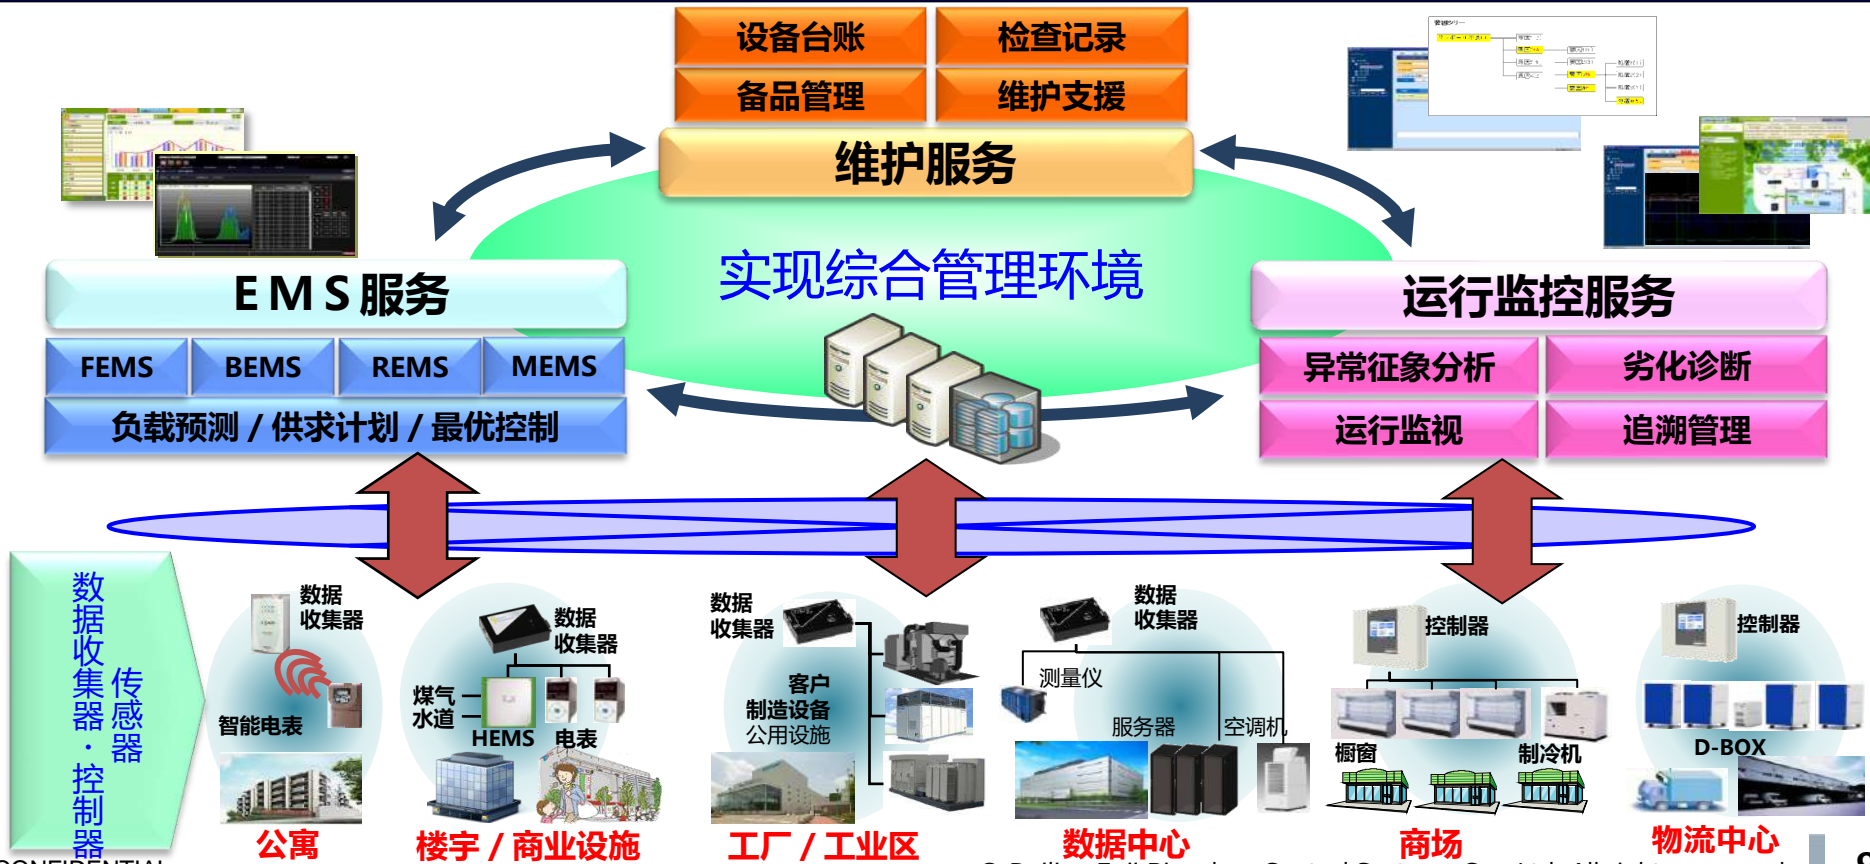 设备台账
检查记录
备品管理
维护支援
维护服务
实现综合管理环境
EMS服务
FEMS
BEMS
REMS
MEMS
负载预测 / 供求计划 / 最优控制
运行监控服务
异常征象分析
劣化诊断
运行监视
追溯管理
数据收集器·控制器
传感器
数据
收集器
智能电表
公寓
数据
收集器
煤气
水道
HEMS
电表
楼宇 / 商业设施
数据
收集器
客户
制造设备
公用设施
工厂 / 工业区
数据
收集器
测量仪
服务器
空调机
数据中心
控制器
橱窗
制冷机
商场
控制器
D-BOX
物流中心